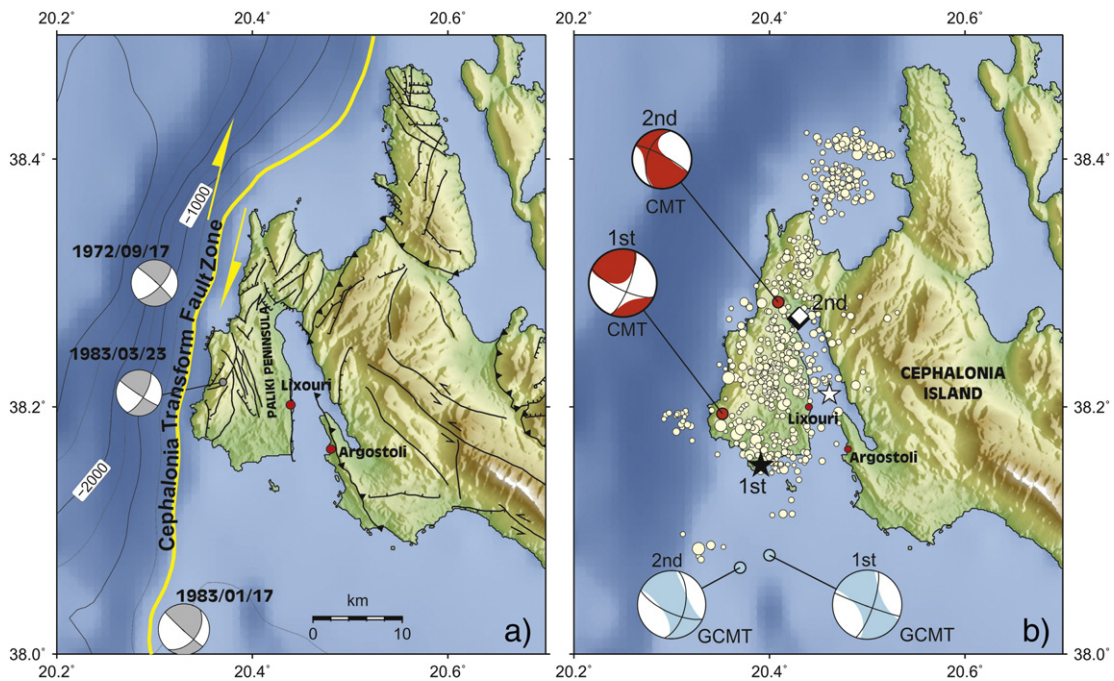 20.2˚
20.4˚
20.6˚
20.2˚
20.4˚
20.6˚
1972/09/17
1983/03/23
1983/01/17
−1000
−2000
Cephalonia Transform Fault Zone
PALIKI PENINSULA
Lixouri
Argostoli
km
0
10
a)
38.4˚
38.2˚
38.0˚
2nd
CMT
1st
CMT
2nd
CEPHALONIA
ISLAND
Lixouri
Argostoli
1st
2nd
GCMT
1st
GCMT
b)
38.4˚
38.2˚
38.0˚
20.2˚
20.4˚
20.6˚
20.2˚
20.4˚
20.6˚